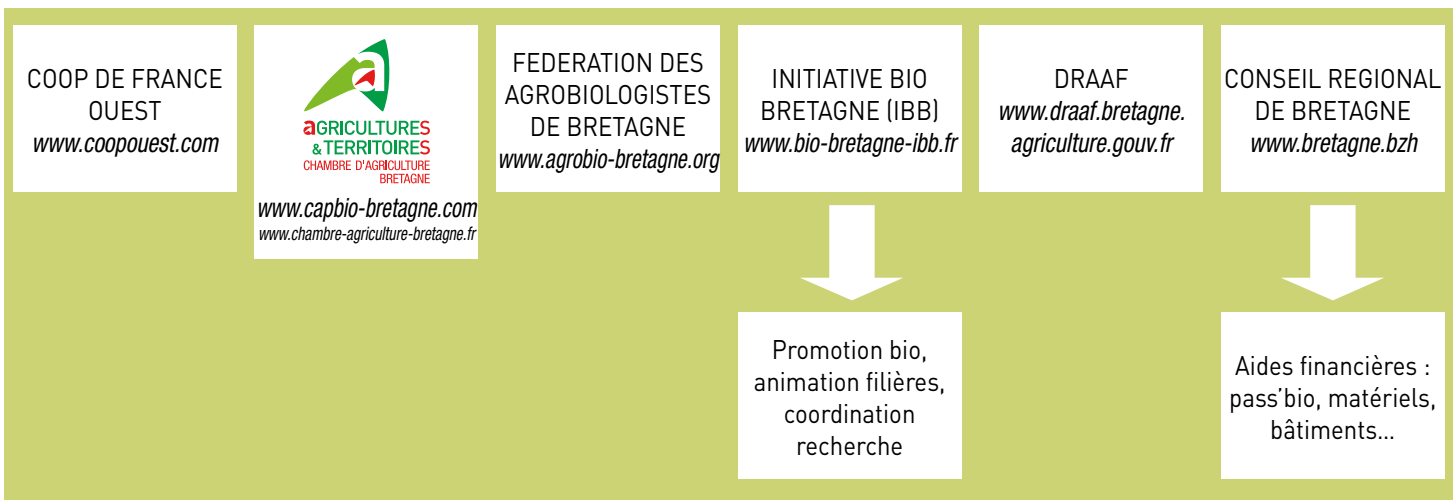 COOP DE FRANCE
OUEST
www.coopouest.com
a
aGRICULTURES
& TERRITOIRES
CHAMBRE D'AGRICULTURE
BRETAGNE
www.capbio-bretagne.com
www.chambre-agriculture-bretagne.fr
FEDERATION DES
AGROBIOLOGISTES
DE BRETAGNE
www.agrobio-bretagne.org
INITIATIVE BIO
BRETAGNE (IBB)
www.bio-bretagne-ibb.fr
DRAAF
www.draaf.bretagne.
agriculture.gouv.fr
CONSEIL REGIONAL
DE BRETAGNE
www.bretagne.bzh
Promotion bio,
animation filières,
coordination
recherche
Aides financières :
pass’bio, matériels,
bâtiments...